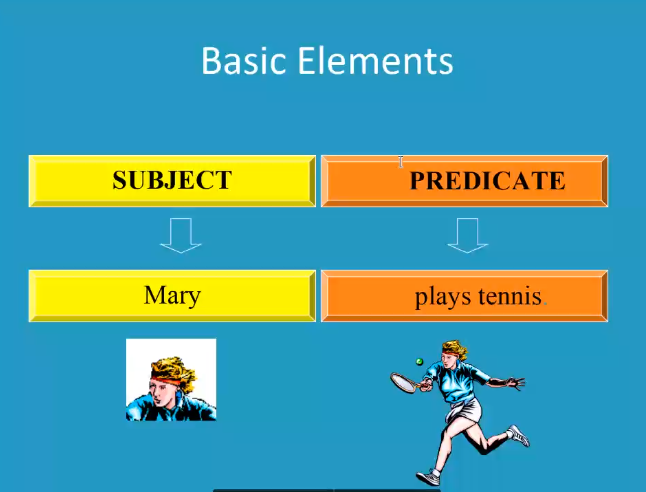 Basic Elements
SUBJECT PREDICATE
Mary plays tennis.